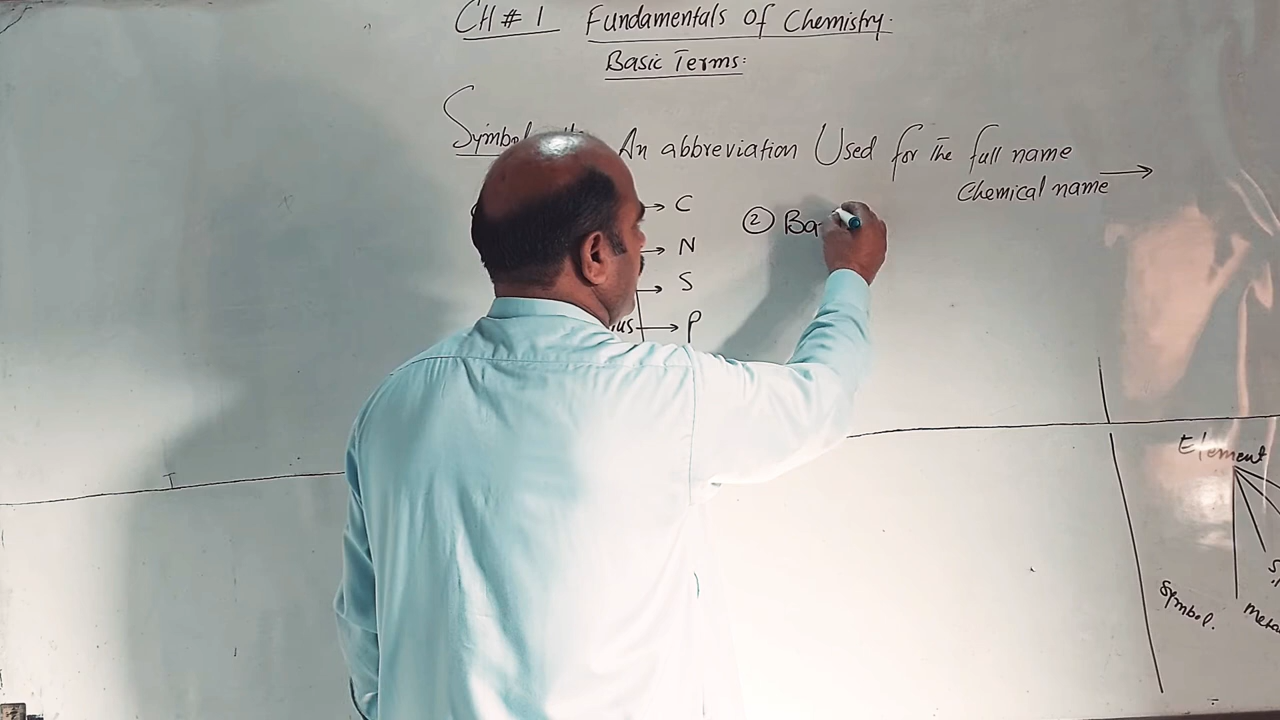 CH # 1 Fundamentals of Chemistry.
Basic Terms:
An abbreviation Used for The full name
Chemical name →
→ C
② Ba
→ N
→ S
us → P
Element
Symbol.